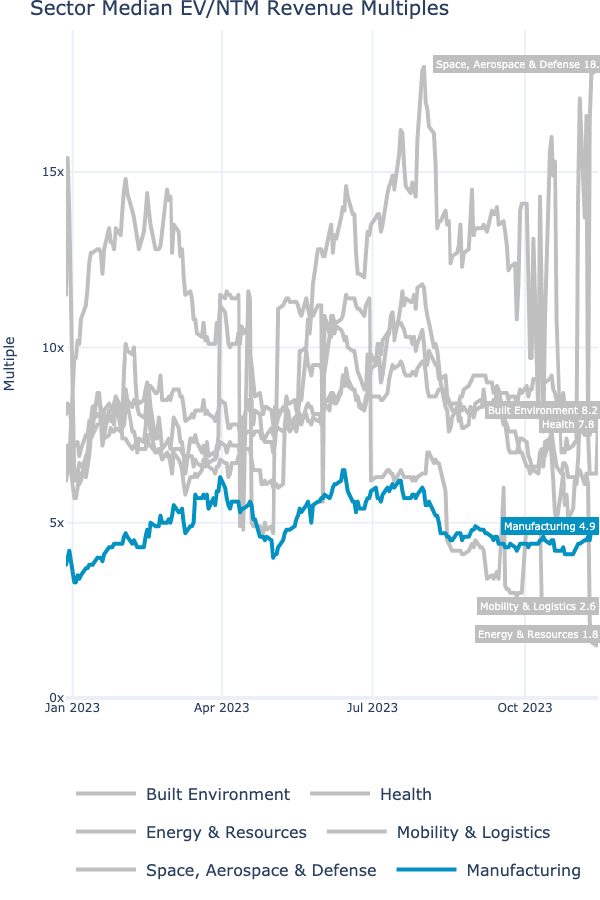 Sector Median EV/NTM Revenue Multiples
Space, Aerospace & Defense 18.
15x
Multiple
10x
Built Environment 8.2
Health 7.8
5x
Manufacturing 4.9
Mobility & Logistics 2.6
Energy & Resources 1.8
0x
Jan 2023 Apr 2023 Jul 2023 Oct 2023
Built Environment Health
Energy & Resources Mobility & Logistics
Space, Aerospace & Defense Manufacturing